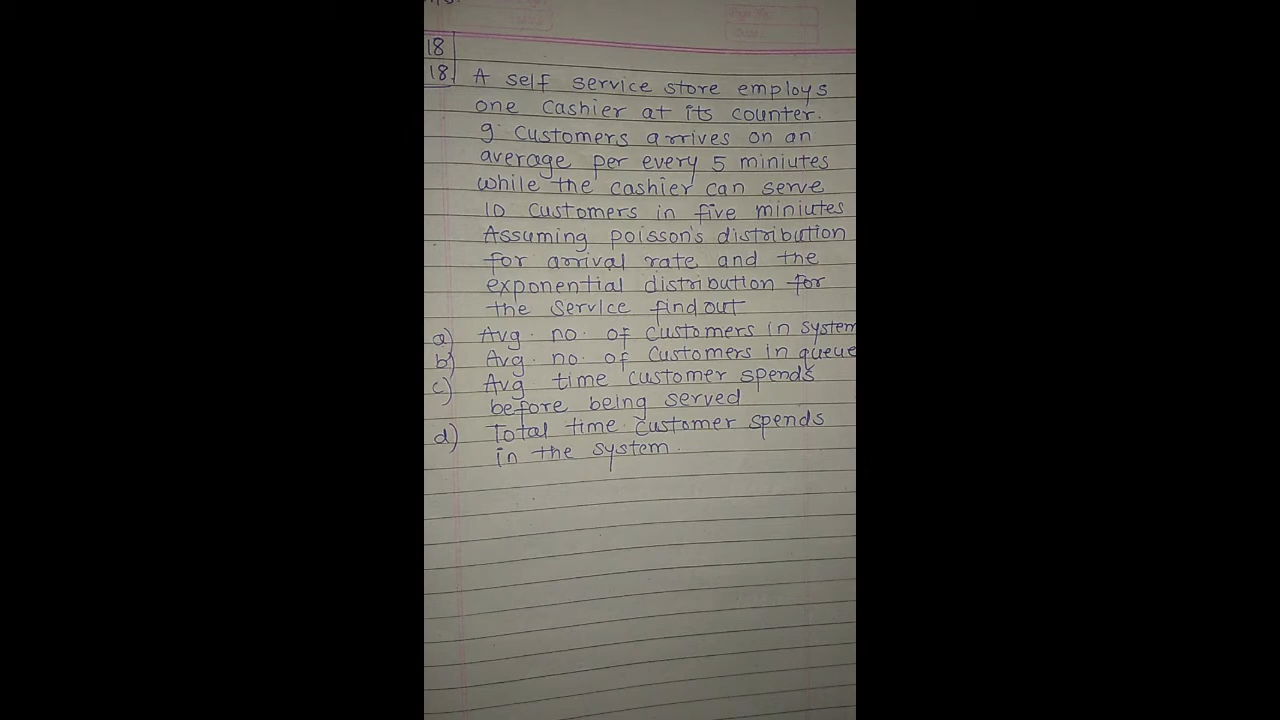 18
18
A self service store employs
one cashier at its counter.
9 customers arrives on an
average per every 5 miniutes
while the cashier can serve
10 customers in five miniutes
Assuming poisson's distribution
for arrival rate and the
exponential distribution for
the service find out
a) Avg. no. of customers in system
b) Avg. no. of customers in queue
c) Avg time customer spends
before being served
d) Total time customer spends
in the system.